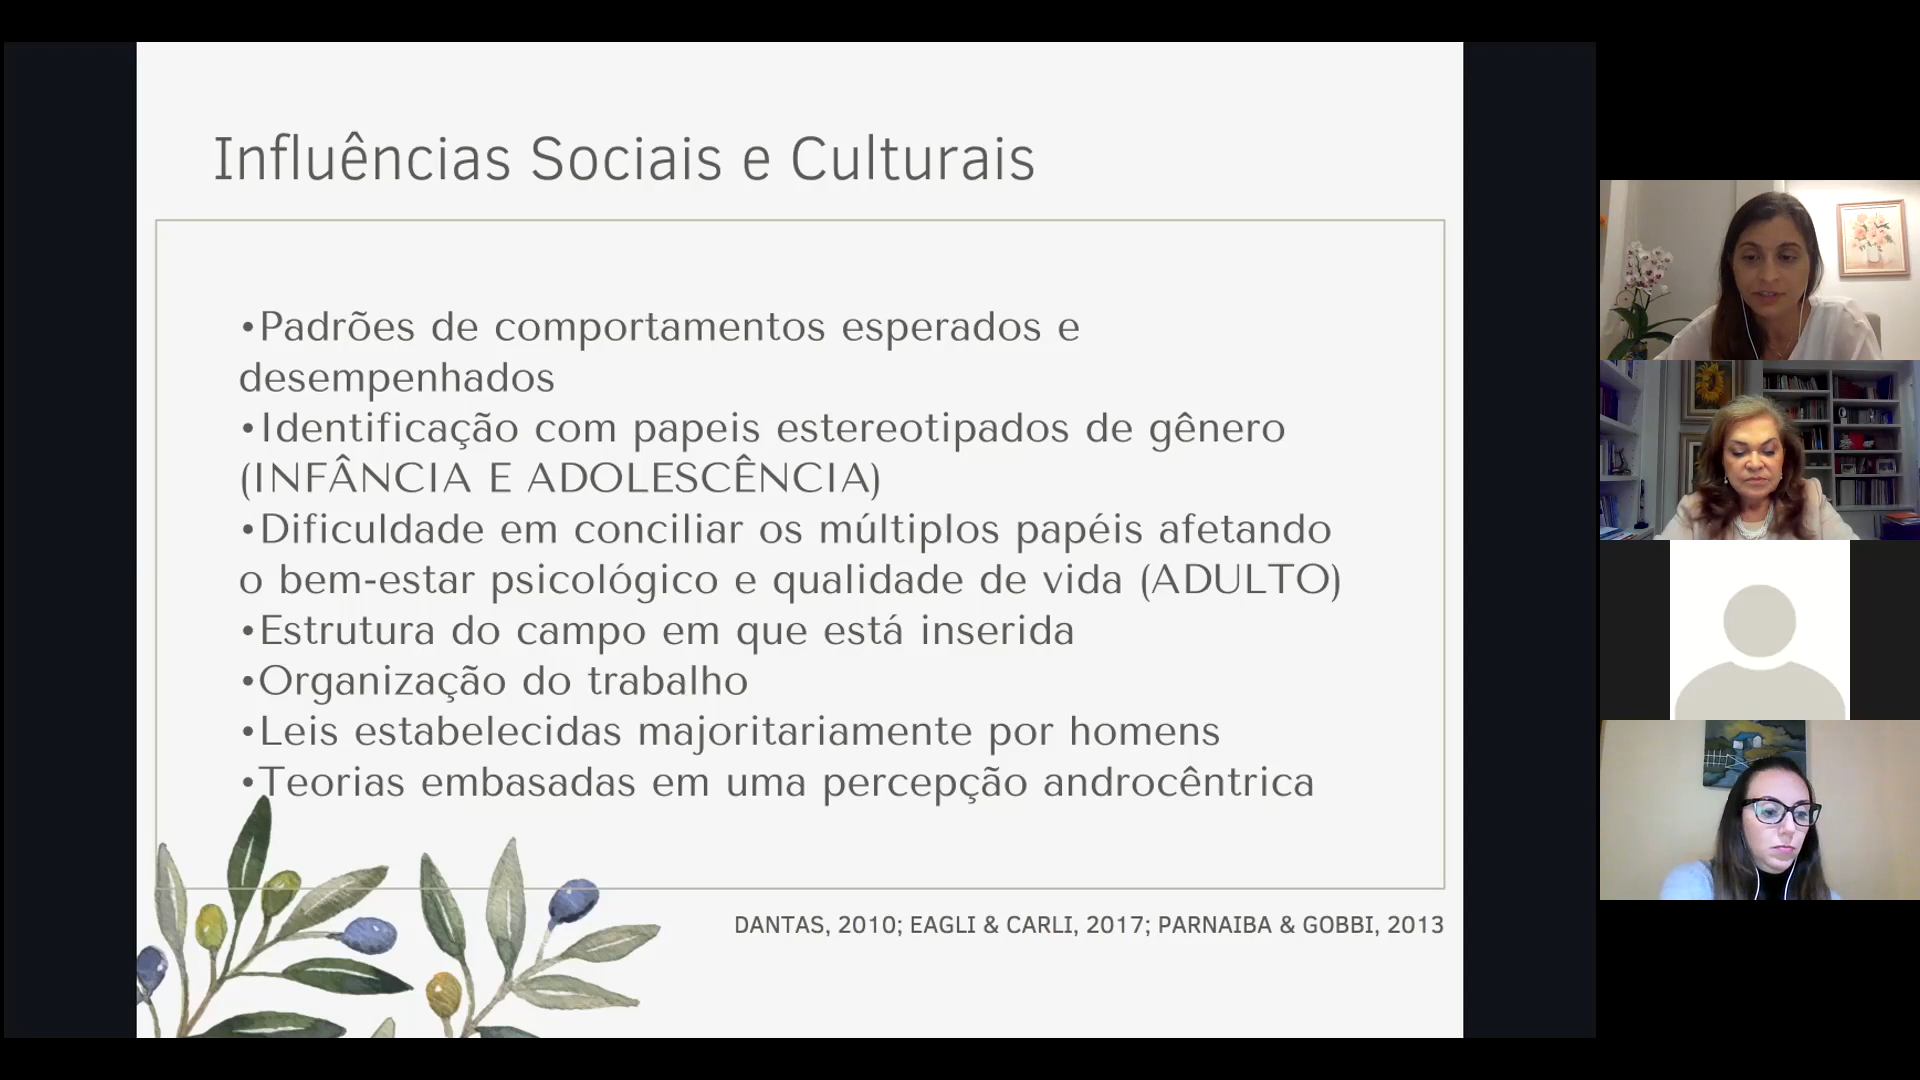 Influências Sociais e Culturais
•Padrões de comportamentos esperados e
desempenhados
•Identificação com papeis estereotipados de gênero
(INFÂNCIA E ADOLESCÊNCIA)
•Dificuldade em conciliar os múltiplos papéis afetando
o bem-estar psicológico e qualidade de vida (ADULTO)
•Estrutura do campo em que está inserida
•Organização do trabalho
•Leis estabelecidas majoritariamente por homens
•Teorias embasadas em uma percepção androcêntrica
DANTAS, 2010; EAGLI & CARLI, 2017; PARNAIBA & GOBBI, 2013